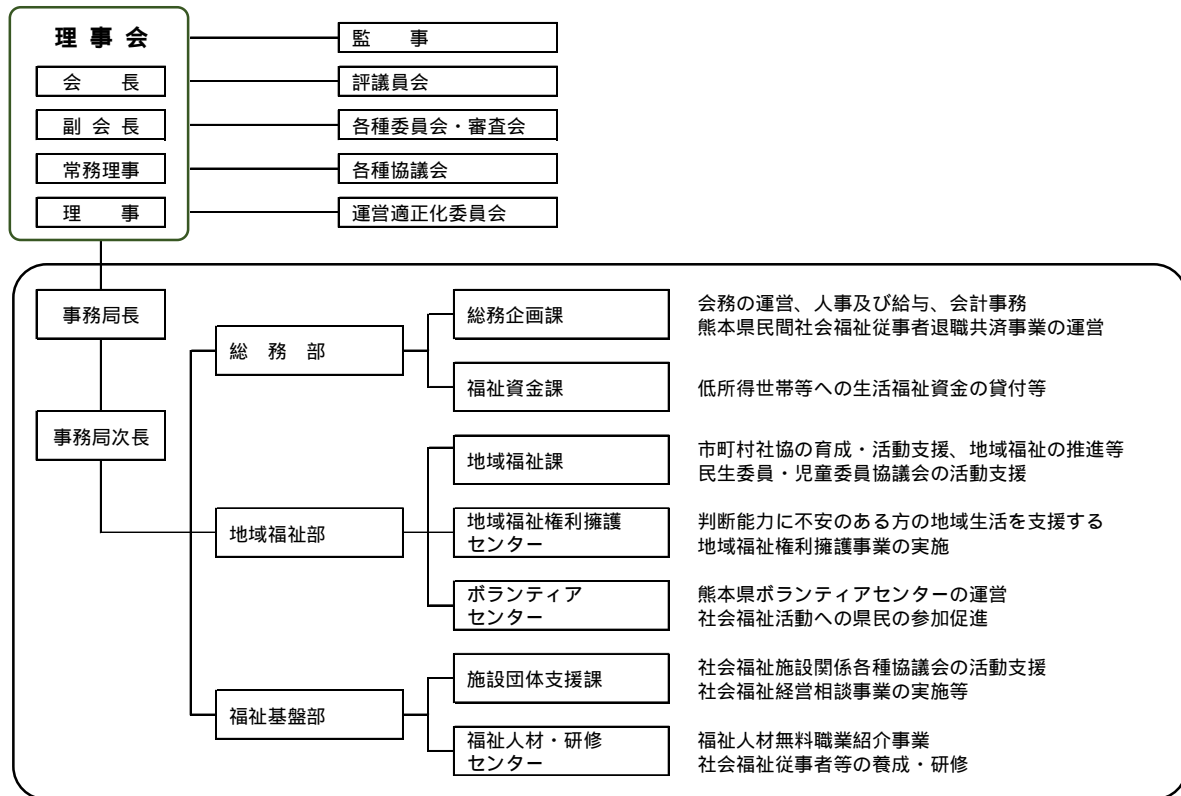 理 事 会
監　　事
会　　長
評議員会
副 会 長
各種委員会・審査会
常務理事
各種協議会
理　　事
運営適正化委員会
事務局長
事務局次長
総　務　部
総務企画課
会務の運営、人事及び給与、会計事務
熊本県民間社会福祉従事者退職共済事業の運営
福祉資金課
低所得世帯等への生活福祉資金の貸付等
地域福祉部
地域福祉課
市町村社協の育成・活動支援、地域福祉の推進等
民生委員・児童委員協議会の活動支援
地域福祉権利擁護
センター
判断能力に不安のある方の地域生活を支援する
地域福祉権利擁護事業の実施
ボランティア
センター
熊本県ボランティアセンターの運営
社会福祉活動への県民の参加促進
福祉基盤部
施設団体支援課
社会福祉施設関係各種協議会の活動支援
社会福祉経営相談事業の実施等
福祉人材・研修
センター
福祉人材無料職業紹介事業
社会福祉従事者等の養成・研修